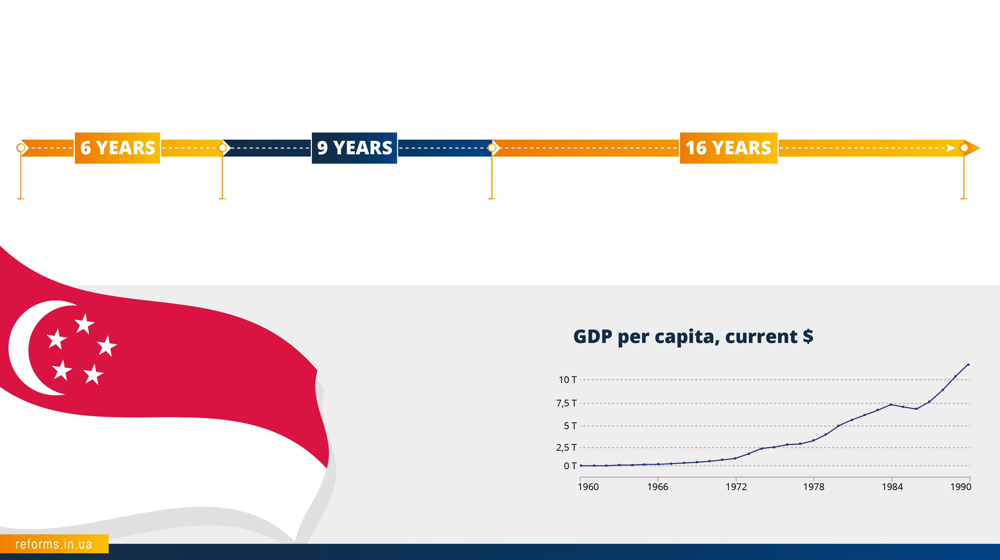 6 YEARS
9 YEARS
16 YEARS
GDP per capita, current $
10 T
7,5 T
5 T
2,5 T
0 T
1960
1966
1972
1978
1984
1990
reforms.in.ua